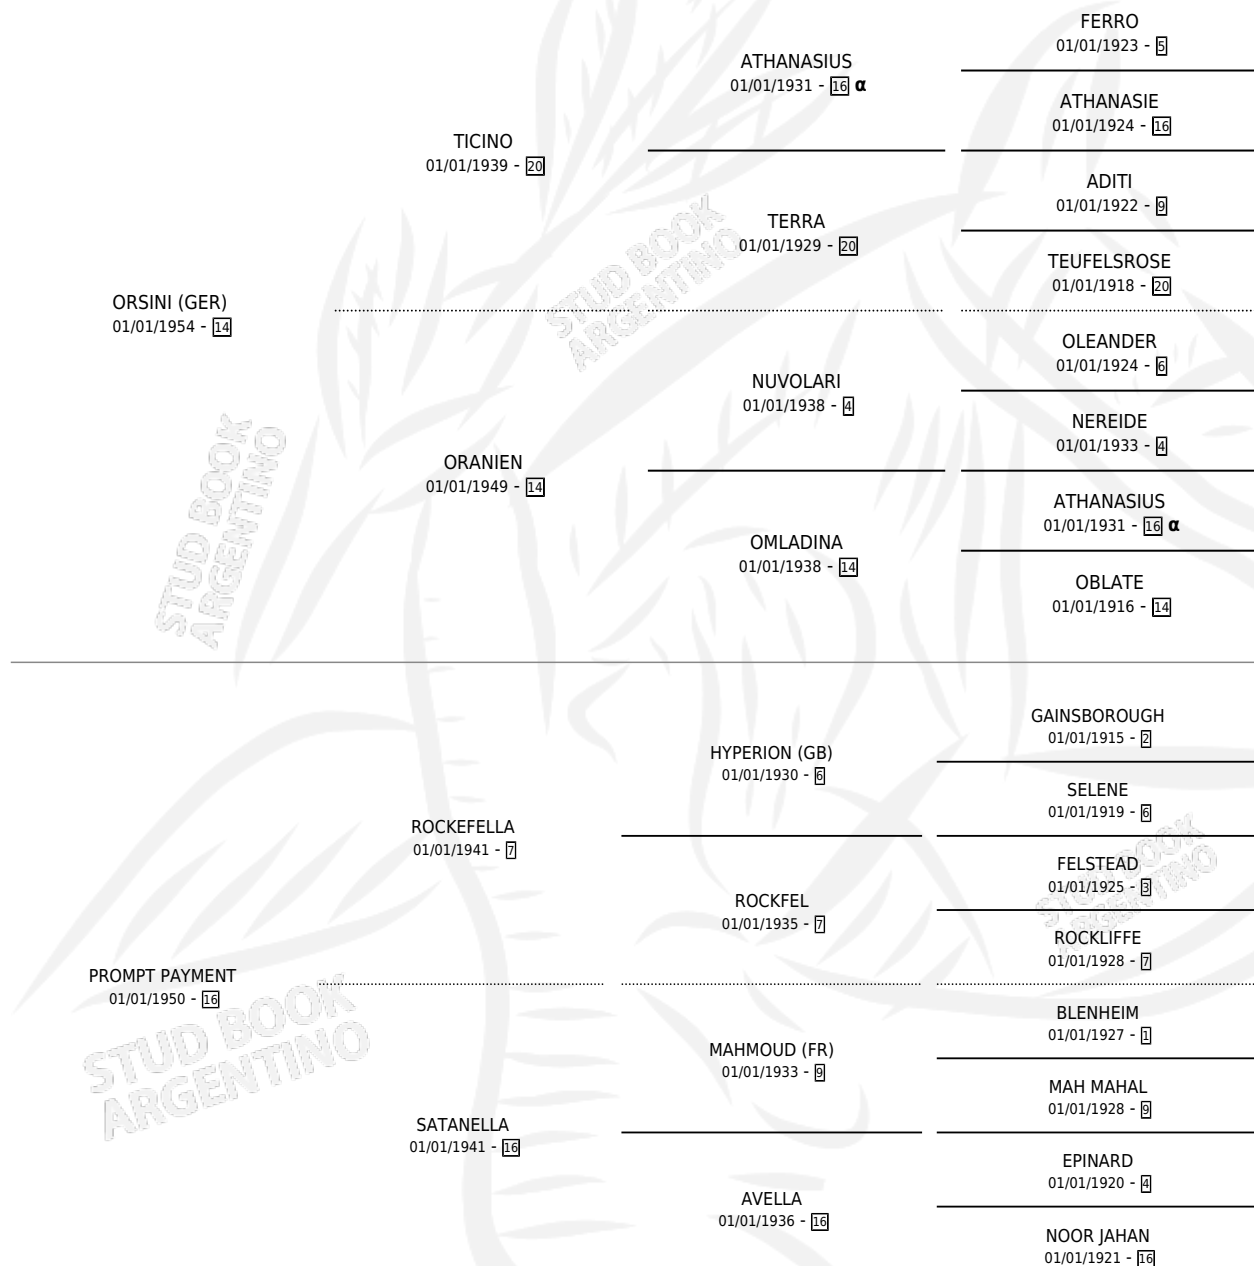 FERRO
01/01/1923 - 5
ATHANASIUS
01/01/1931 - 16 α
ATHANASIE
01/01/1924 - 16
TICINO
01/01/1939 - 20
ADITI
01/01/1922 - 9
TERRA
01/01/1929 - 20
TEUFELSROSE
01/01/1918 - 20
ORSINI (GER)
01/01/1954 - 14
OLEANDER
01/01/1924 - 6
NUVOLARI
01/01/1938 - 4
NEREIDE
01/01/1933 - 4
ORANIEN
01/01/1949 - 14
ATHANASIUS
01/01/1931 - 16 α
OMLADINA
01/01/1938 - 14
OBLATE
01/01/1916 - 14
GAINSBOROUGH
01/01/1915 - 2
HYPERION (GB)
01/01/1930 - 6
SELENE
01/01/1919 - 6
ROCKEFELLA
01/01/1941 - 7
FELSTEAD
01/01/1925 - 3
ROCKFEL
01/01/1935 - 7
ROCKLIFFE
01/01/1928 - 7
PROMPT PAYMENT
01/01/1950 - 16
BLENHEIM
01/01/1927 - 1
MAHMOUD (FR)
01/01/1933 - 9
MAH MAHAL
01/01/1928 - 9
SATANELLA
01/01/1941 - 16
EPINARD
01/01/1920 - 4
AVELLA
01/01/1936 - 16
NOOR JAHAN
01/01/1921 - 16
STUD BOOK
ARGENTINO
STUD BOOK
ARGENTINO
STUD BOOK
ARGENTINO
STUD BOOK
ARGENTINO